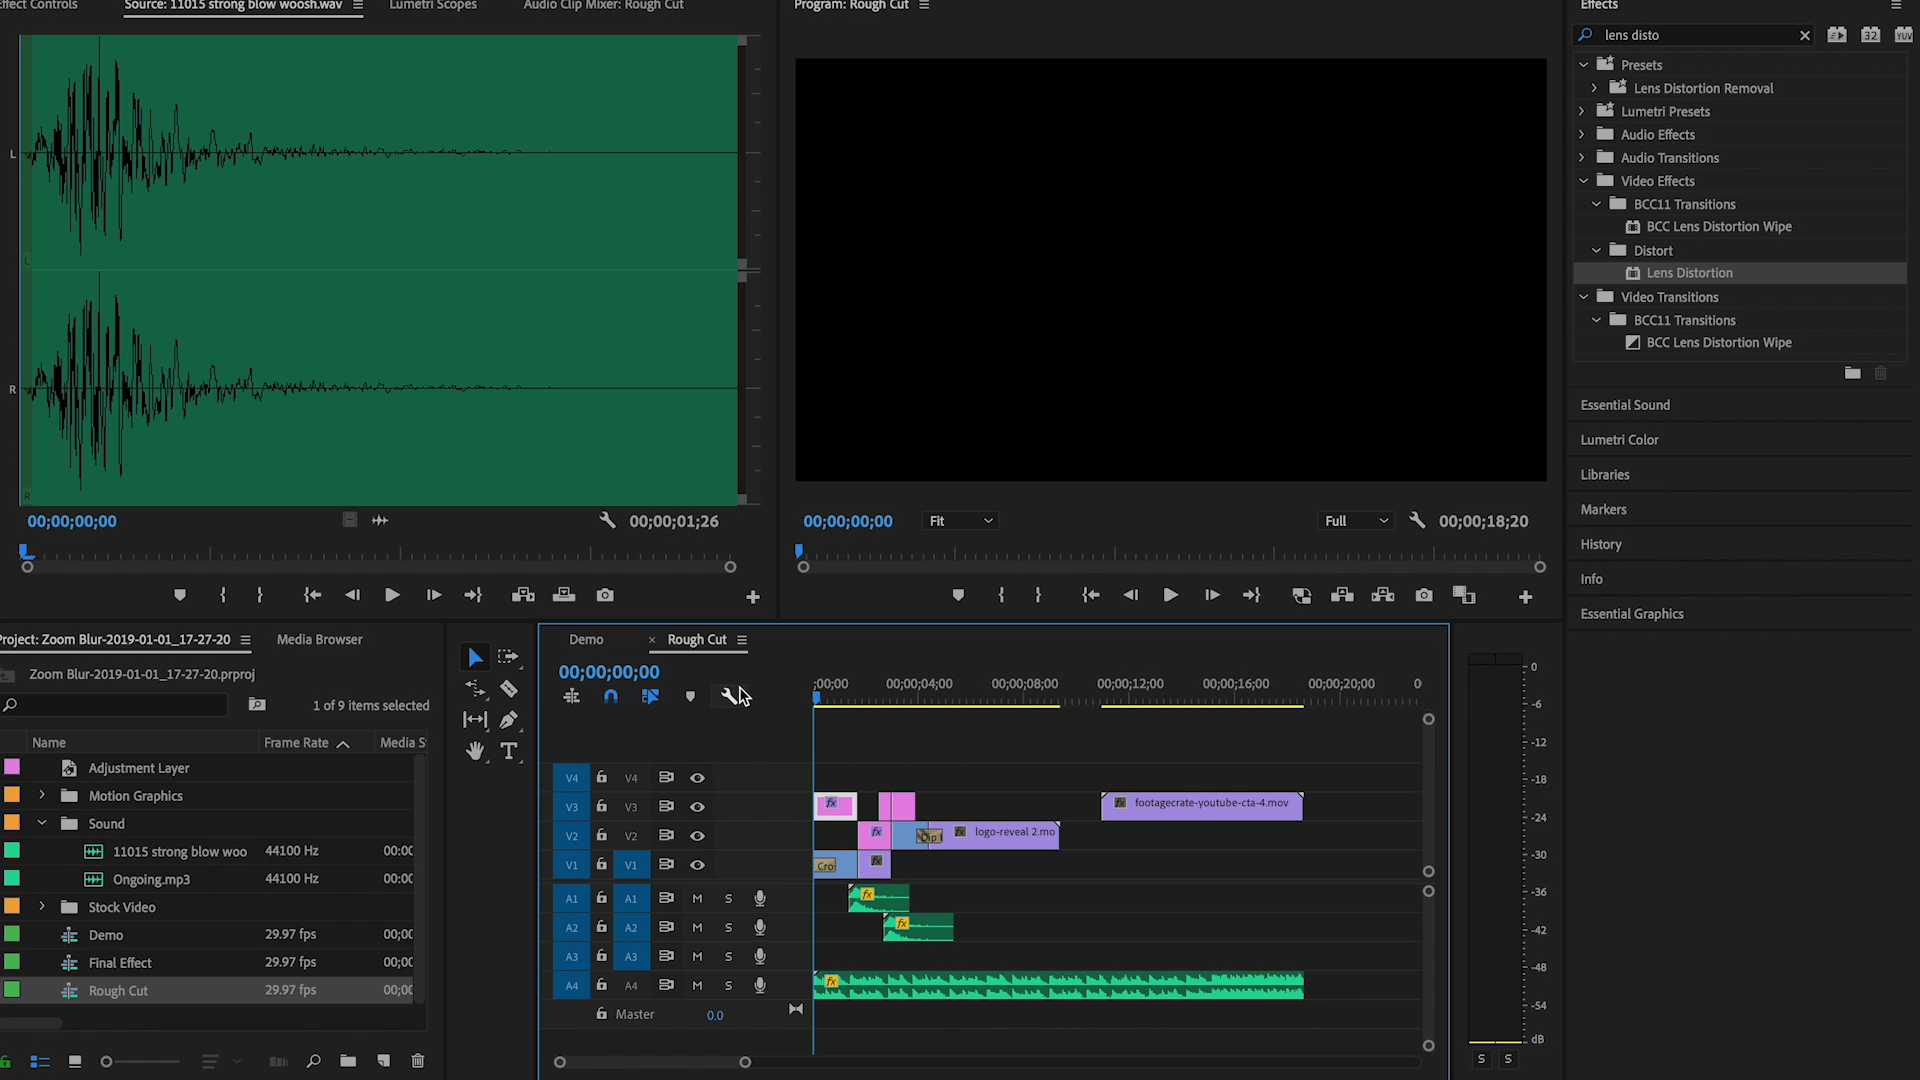 Effect Controls
Source: 11015 strong blow woosh.wav
Lumetri Scopes
Audio Clip Mixer: Rough Cut
Program: Rough Cut
Effects
lens disto
32
YUV
Presets
Lens Distortion Removal
Lumetri Presets
Audio Effects
Audio Transitions
Video Effects
BCC11 Transitions
BCC Lens Distortion Wipe
Distort
Lens Distortion
Video Transitions
BCC11 Transitions
BCC Lens Distortion Wipe
Essential Sound
Lumetri Color
Libraries
Markers
History
Info
Essential Graphics
L
L
R
R
00;00;00;00
00;00;01;26
00;00;00;00
Fit
Full
00;00;18;20
Project: Zoom Blur-2019-01-01_17-27-20
Media Browser
Zoom Blur-2019-01-01_17-27-20.prproj
1 of 9 items selected
Name
Frame Rate
Media S
Adjustment Layer
Motion Graphics
Sound
11015 strong blow woo 44100 Hz 00:00
Ongoing.mp3 44100 Hz 00:00
Stock Video
Demo 29.97 fps 00;00
Final Effect 29.97 fps 00;00
Rough Cut 29.97 fps 00;00
Demo
Rough Cut
00;00;00;00
;00;00 00;00;04;00 00;00;08;00 00;00;12;00 00;00;16;00 00;00;20;00 0
V4 V4
V3 V3 fx fx footagecrate-youtube-cta-4.mov
V2 V2 fx fx logo-reveal 2.mo
V1 V1 Cro fx
A1 A1 M S fx
A2 A2 M S fx
A3 A3 M S
A4 A4 M S fx
Master 0.0
0
-6
-12
-18
-24
-30
-36
-42
-48
-54
dB
S S